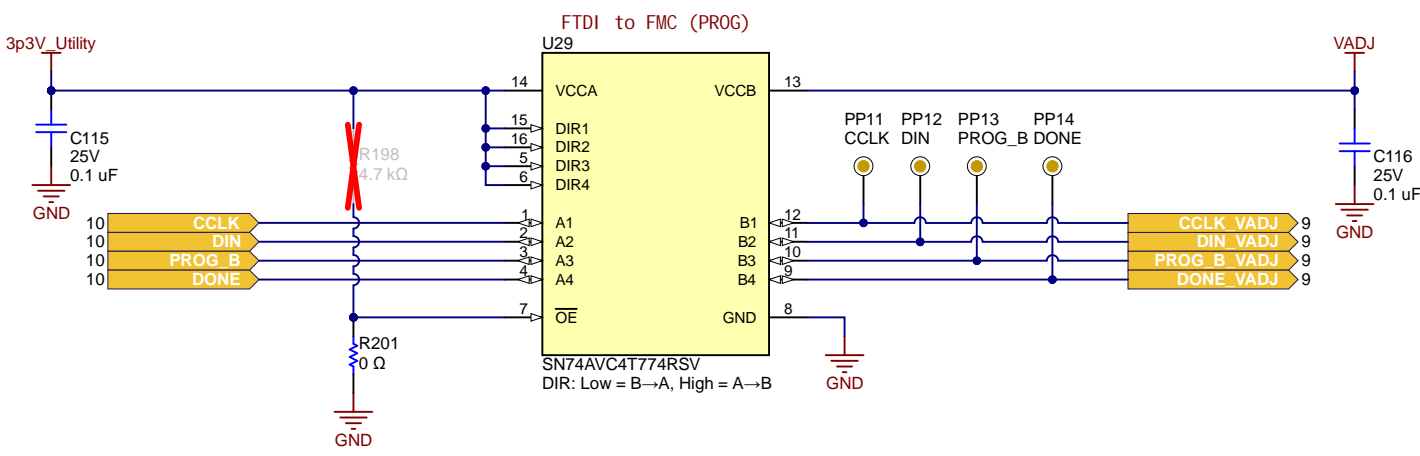 FTDI to FMC (PROG)
U29
3p3V_Utility
VADJ
14 VCCA VCCB 13
C115
25V
0.1 uF
GND
R198
4.7 kΩ
15 DIR1
16 DIR2
5 DIR3
6 DIR4
PP11 PP12 PP13 PP14
CCLK DIN PROG_B DONE
C116
25V
0.1 uF
GND
10 CCLK 1 A1 B1 12 CCLK_VADJ 9
10 DIN 2 A2 B2 11 DIN_VADJ 9
10 PROG_B 3 A3 B3 10 PROG_B_VADJ 9
10 DONE 4 A4 B4 9 DONE_VADJ 9
7 OE GND 8
R201
0 Ω
GND
SN74AVC4T774RSV
DIR: Low = B→A, High = A→B
GND